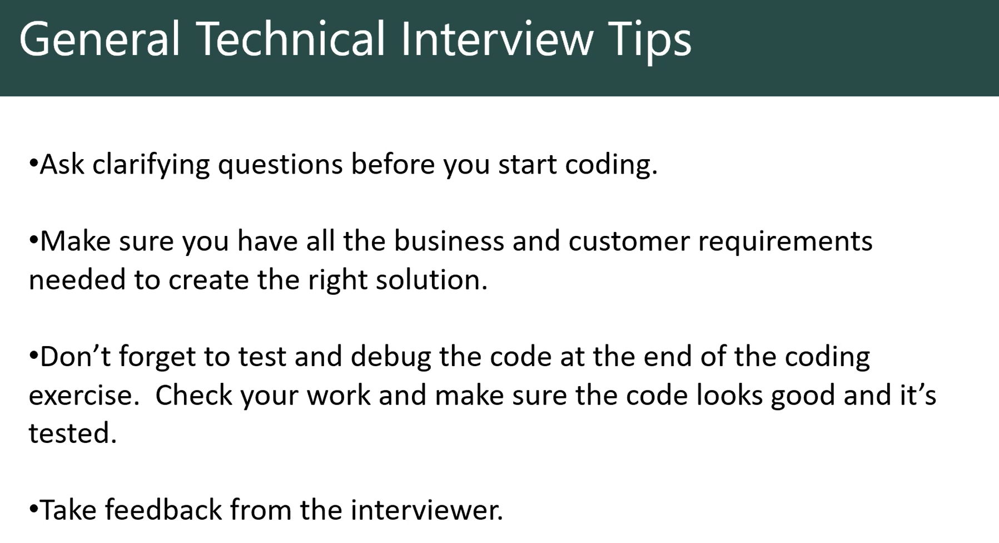 General Technical Interview Tips
•Ask clarifying questions before you start coding.
•Make sure you have all the business and customer requirements
needed to create the right solution.
•Don’t forget to test and debug the code at the end of the coding
exercise.  Check your work and make sure the code looks good and it’s
tested.
•Take feedback from the interviewer.